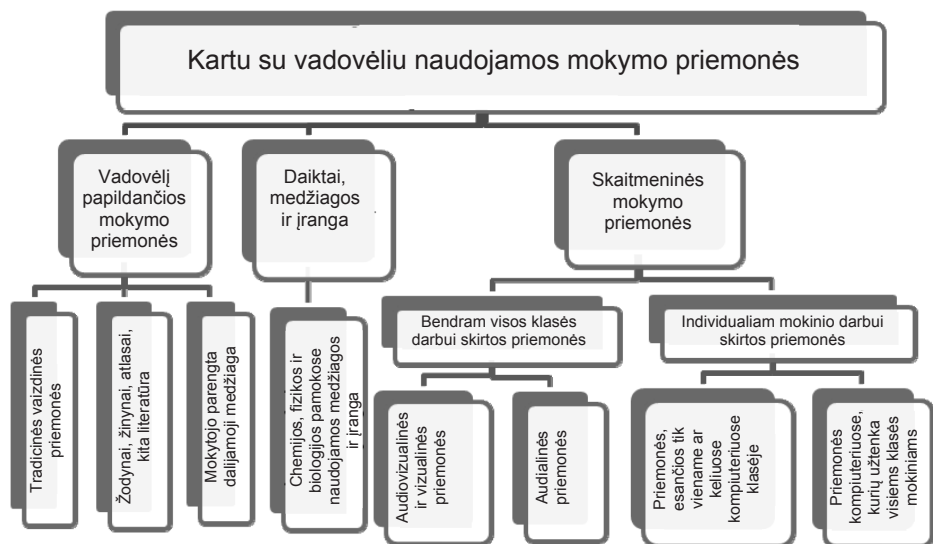 Kartu su vadovėliu naudojamos mokymo priemonės
Vadovėlį
papildančios
mokymo
priemonės
Daiktai,
medžiagos
ir įranga
Skaitmeninės
mokymo
priemonės
Bendram visos klasės
darbui skirtos priemonės
Individualiam mokinio darbui
skirtos priemonės
Tradicinės vaizdinės
priemonės
Žodynai, žinynai, atlasai,
kita literatūra
Mokytojo parengta
dalijamoji medžiaga
Chemijos, fizikos ir
biologijos pamokose
naudojamos medžiagos
ir įranga
Audiovizualinės
ir vizualinės
priemonės
Audialinės
priemonės
Priemonės,
esančios tik
viename ar
keliuose
kompiuteriuose
klasėje
Priemonės
kompiuteriuose,
kurių užtenka
visiems klasės
mokiniams